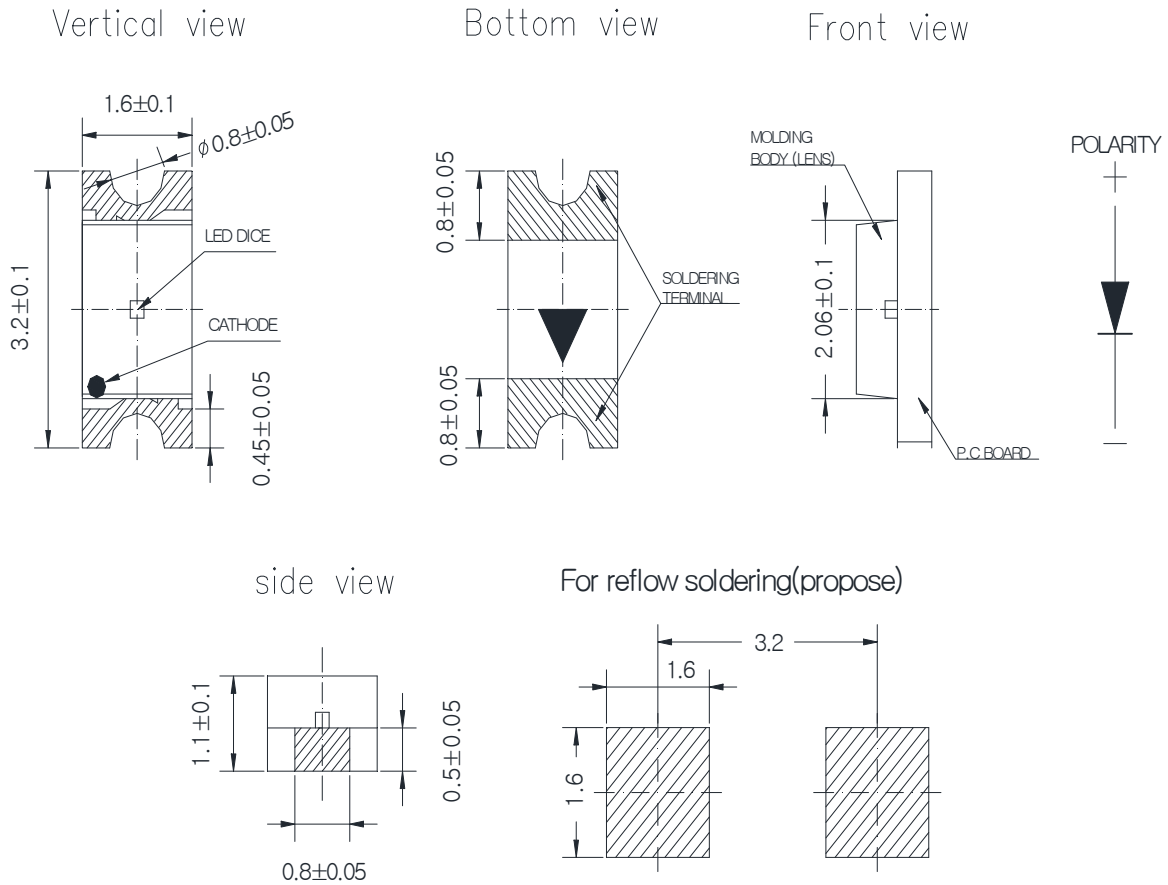 Vertical view
Bottom view
Front view
1.6±0.1
ϕ0.8±0.05
3.2±0.1
LED DICE
CATHODE
0.45±0.05
0.8±0.05
0.8±0.05
SOLDERING
TERMINAL
MOLDING
BODY (LENS)
2.06±0.1
P.C.BOARD
POLARITY
+
−
side view
1.1±0.1
0.5±0.05
0.8±0.05
For reflow soldering(propose)
3.2
1.6
1.6